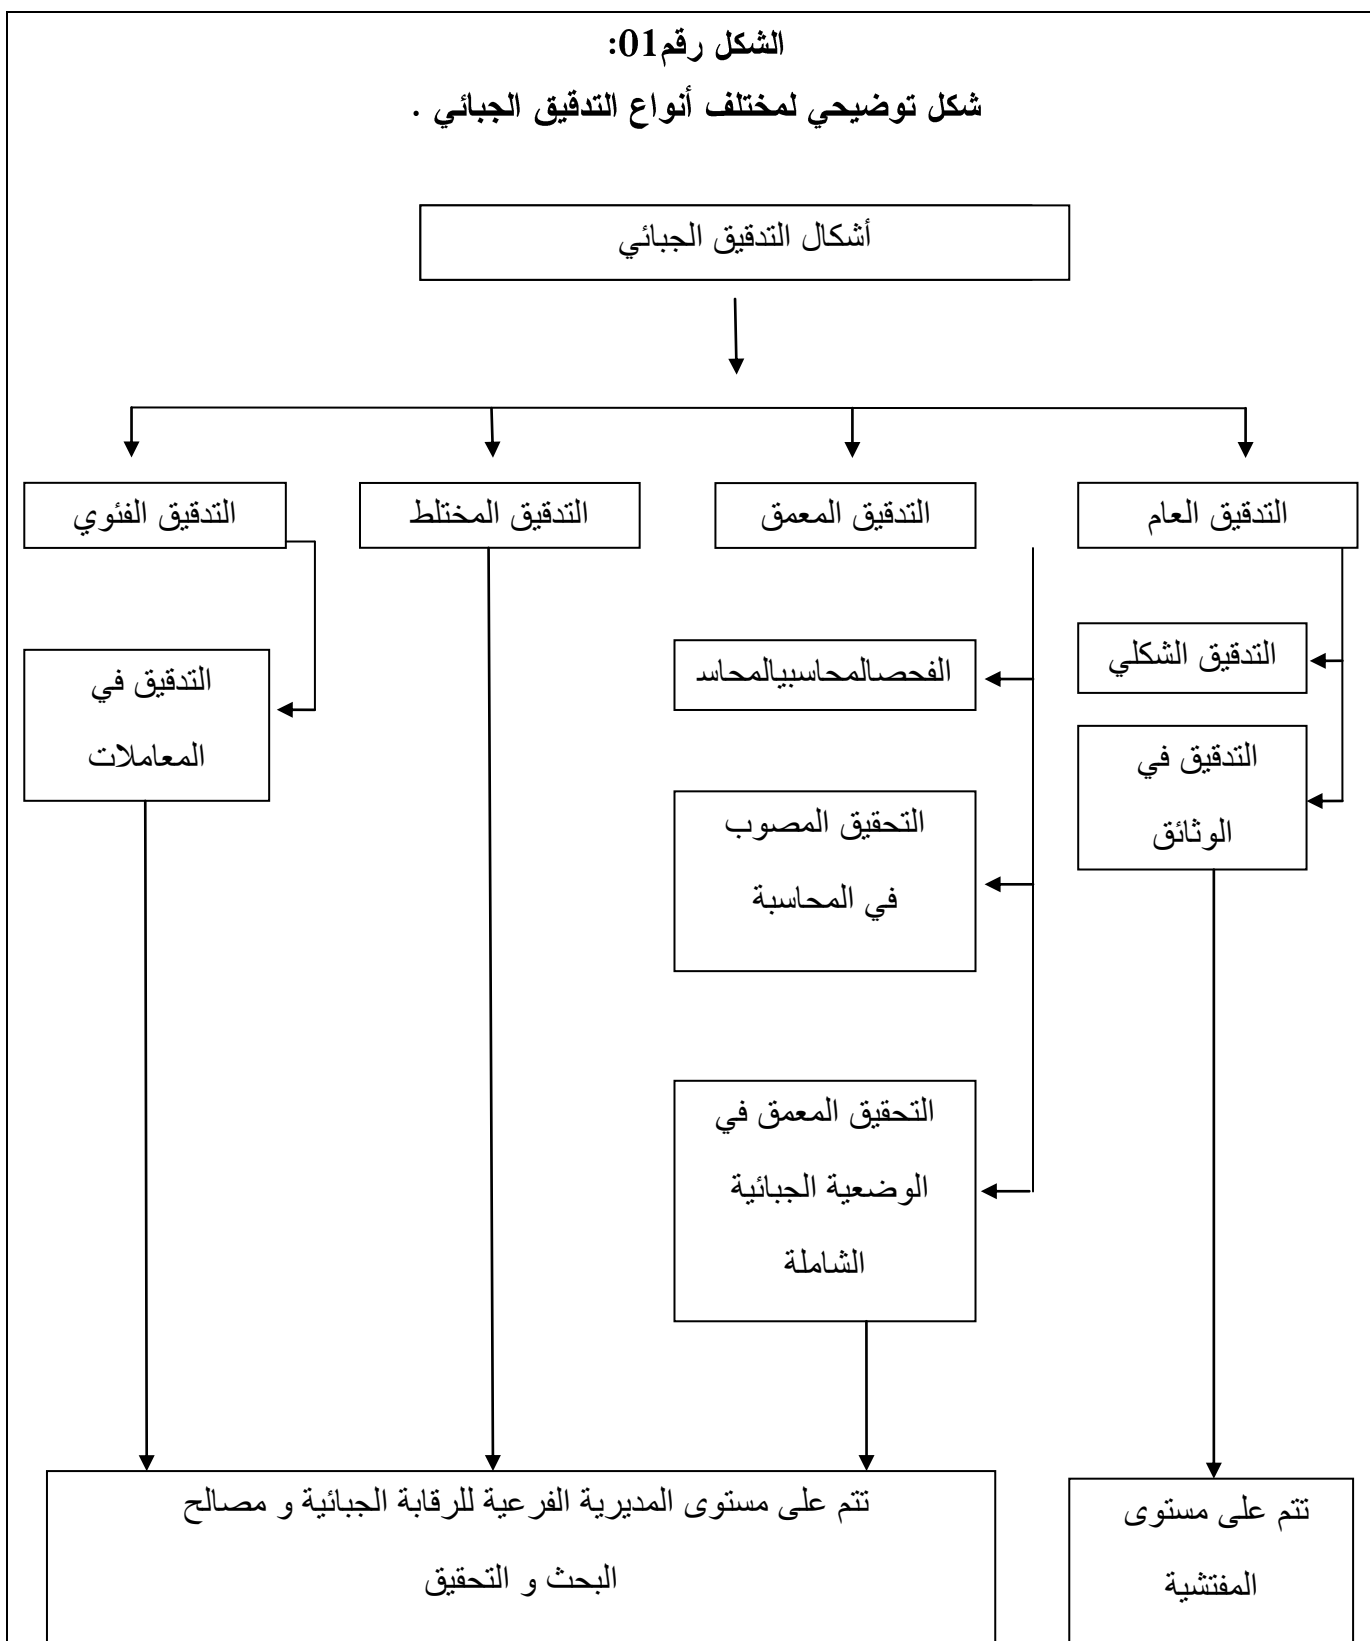 الشكل رقم01:
شكل توضيحي لمختلف أنواع التدقيق الجبائي .
أشكال التدقيق الجبائي
التدقيق العام
التدقيق المعمق
التدقيق المختلط
التدقيق الفئوي
التدقيق الشكلي
التدقيق في
الوثائق
الفحصالمحاسبيالمحاسد
التحقيق المصوب
في المحاسبة
التحقيق المعمق في
الوضعية الجبائية
الشاملة
التدقيق في
المعاملات
تتم على مستوى
المفتشية
تتم على مستوى المديرية الفرعية للرقابة الجبائية و مصالح
البحث و التحقيق